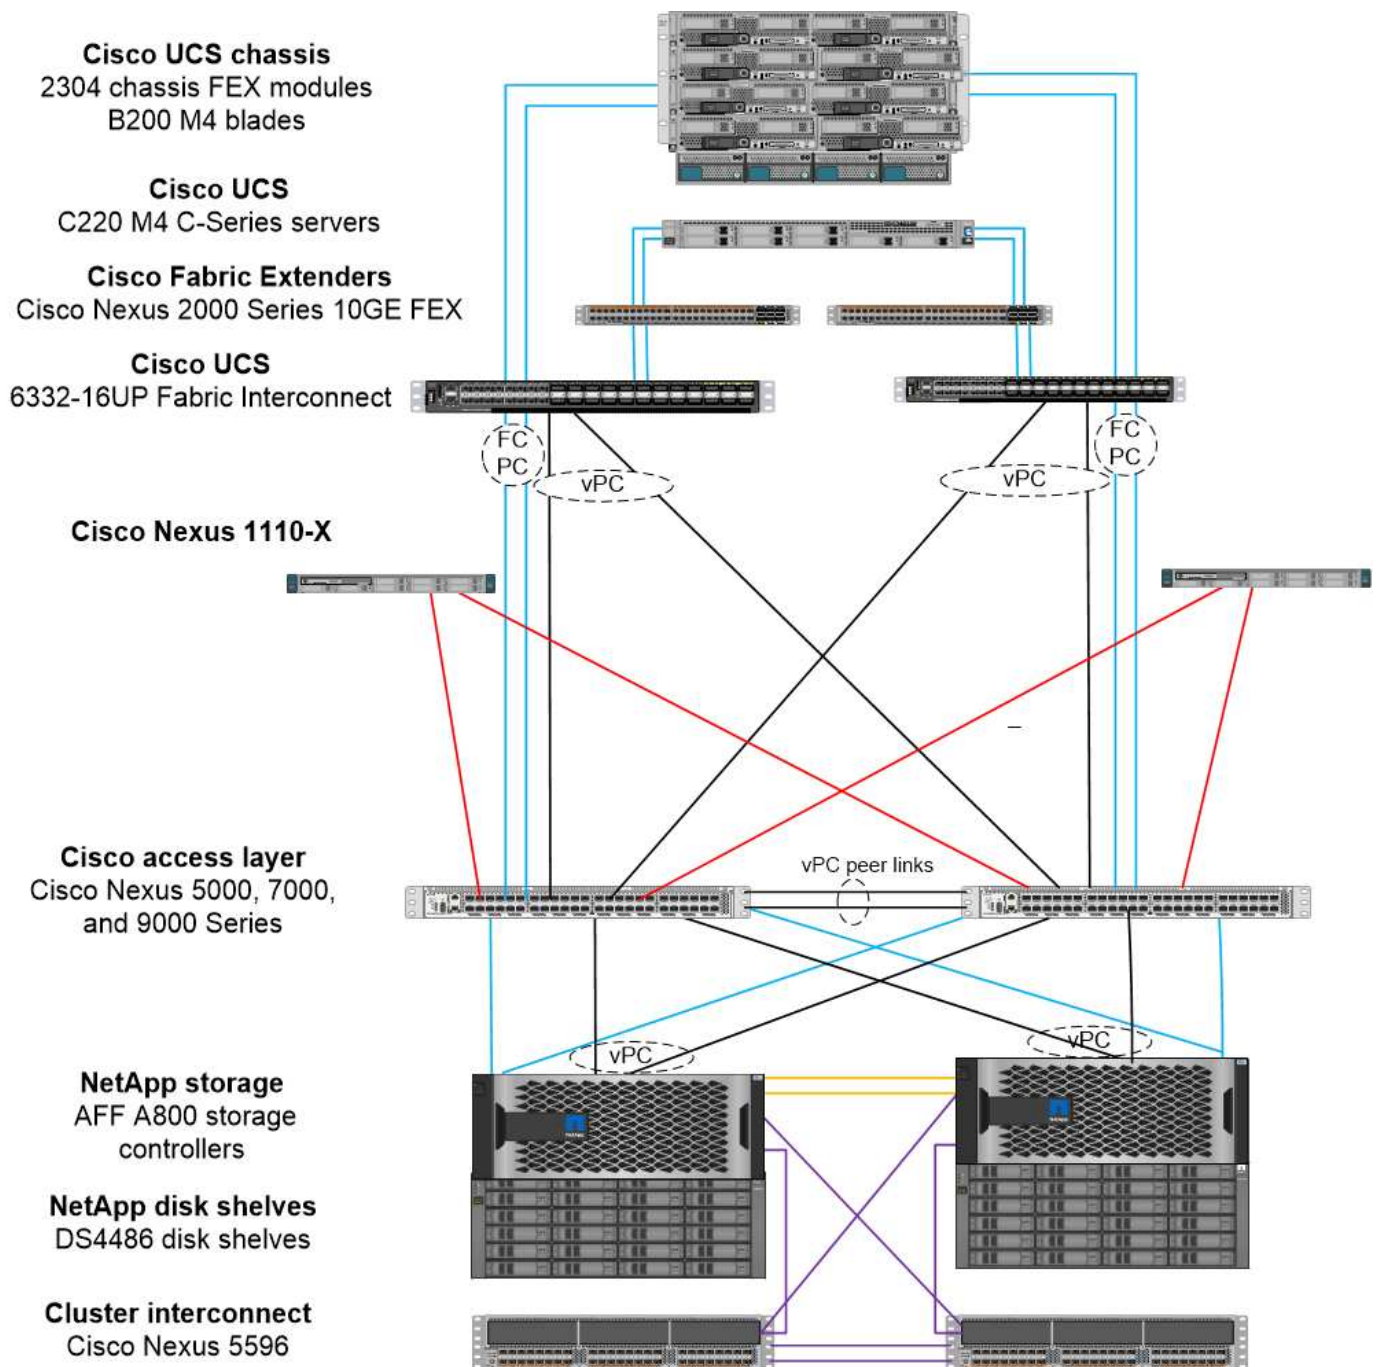 Cisco UCS chassis
2304 chassis FEX modules
B200 M4 blades
Cisco UCS
C220 M4 C-Series servers
Cisco Fabric Extenders
Cisco Nexus 2000 Series 10GE FEX
Cisco UCS
6332-16UP Fabric Interconnect
FC
PC
FC
PC
vPC
vPC
Cisco Nexus 1110-X
Cisco access layer
Cisco Nexus 5000, 7000,
and 9000 Series
vPC peer links
vPC
vPC
NetApp storage
AFF A800 storage
controllers
NetApp disk shelves
DS4486 disk shelves
Cluster interconnect
Cisco Nexus 5596